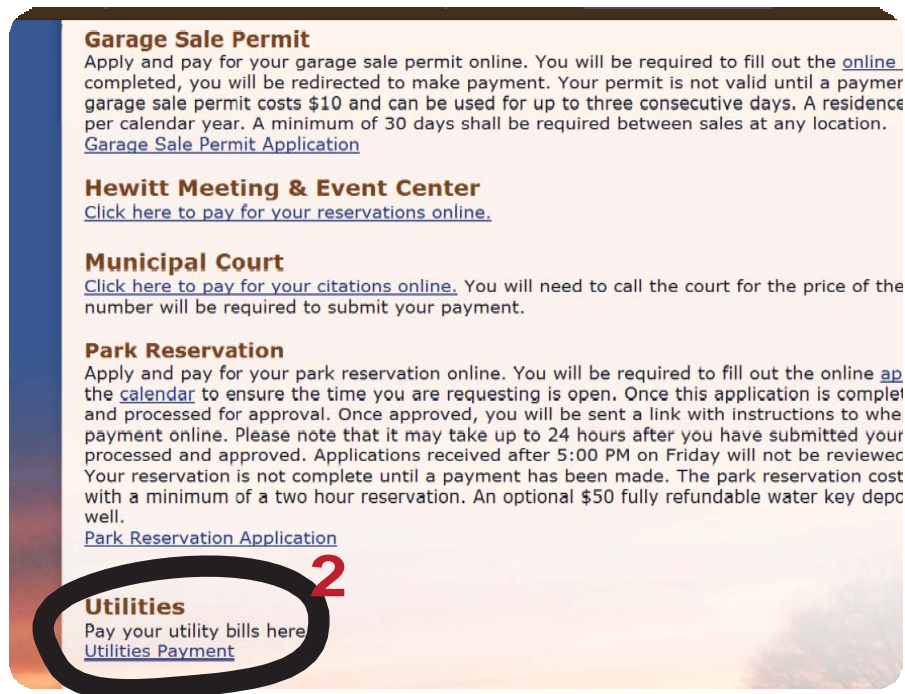 Garage Sale Permit
Apply and pay for your garage sale permit online. You will be required to fill out the online
completed, you will be redirected to make payment. Your permit is not valid until a paymen
garage sale permit costs $10 and can be used for up to three consecutive days. A residence
per calendar year. A minimum of 30 days shall be required between sales at any location.
Garage Sale Permit Application
Hewitt Meeting & Event Center
Click here to pay for your reservations online.
Municipal Court
Click here to pay for your citations online. You will need to call the court for the price of the
number will be required to submit your payment.
Park Reservation
Apply and pay for your park reservation online. You will be required to fill out the online ap
the calendar to ensure the time you are requesting is open. Once this application is complet
and processed for approval. Once approved, you will be sent a link with instructions to whe
payment online. Please note that it may take up to 24 hours after you have submitted your
processed and approved. Applications received after 5:00 PM on Friday will not be reviewed
Your reservation is not complete until a payment has been made. The park reservation cost
with a minimum of a two hour reservation. An optional $50 fully refundable water key depo
well.
Park Reservation Application
2
Utilities
Pay your utility bills here
Utilities Payment